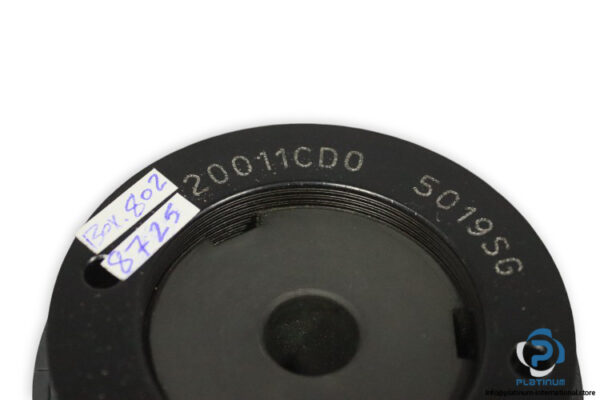 20011CD0
5019SG
Box.802
8725
PLATINUM
info@platinum-international.store